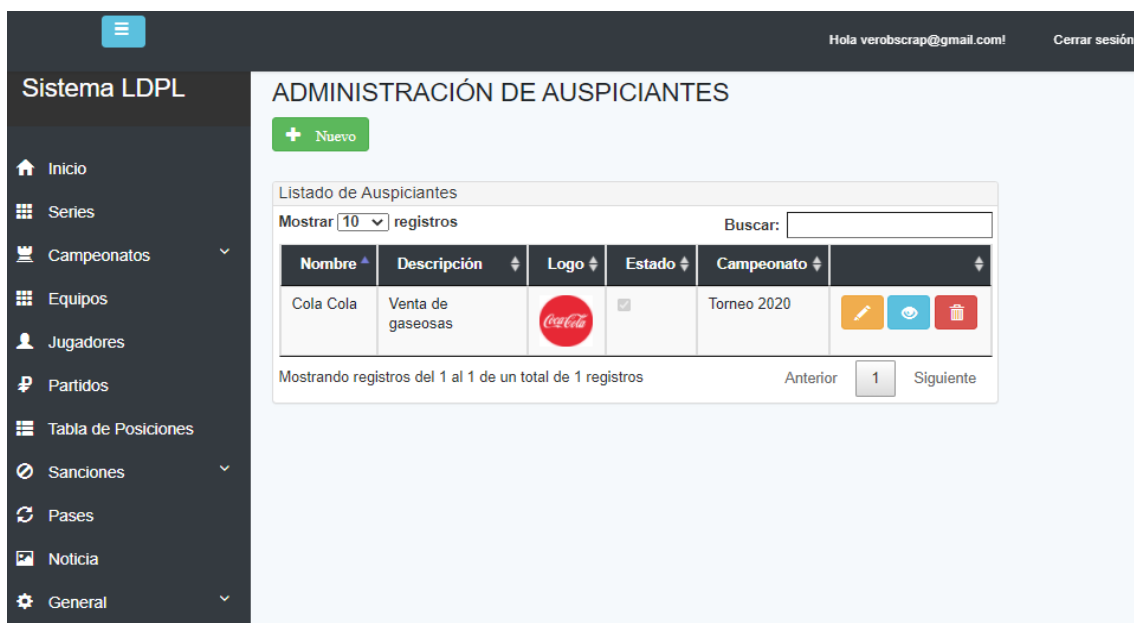 Hola verobscrap@gmail.com! Cerrar sesión
Sistema LDPL
Inicio
Series
Campeonatos
Equipos
Jugadores
Partidos
Tabla de Posiciones
Sanciones
Pases
Noticia
General
ADMINISTRACIÓN DE AUSPICIANTES
Nuevo
Listado de Auspiciantes
Mostrar 10 registros Buscar:
Nombre Descripción Logo Estado Campeonato
Cola Cola Venta de gaseosas Coca-Cola Torneo 2020
Mostrando registros del 1 al 1 de un total de 1 registros Anterior 1 Siguiente